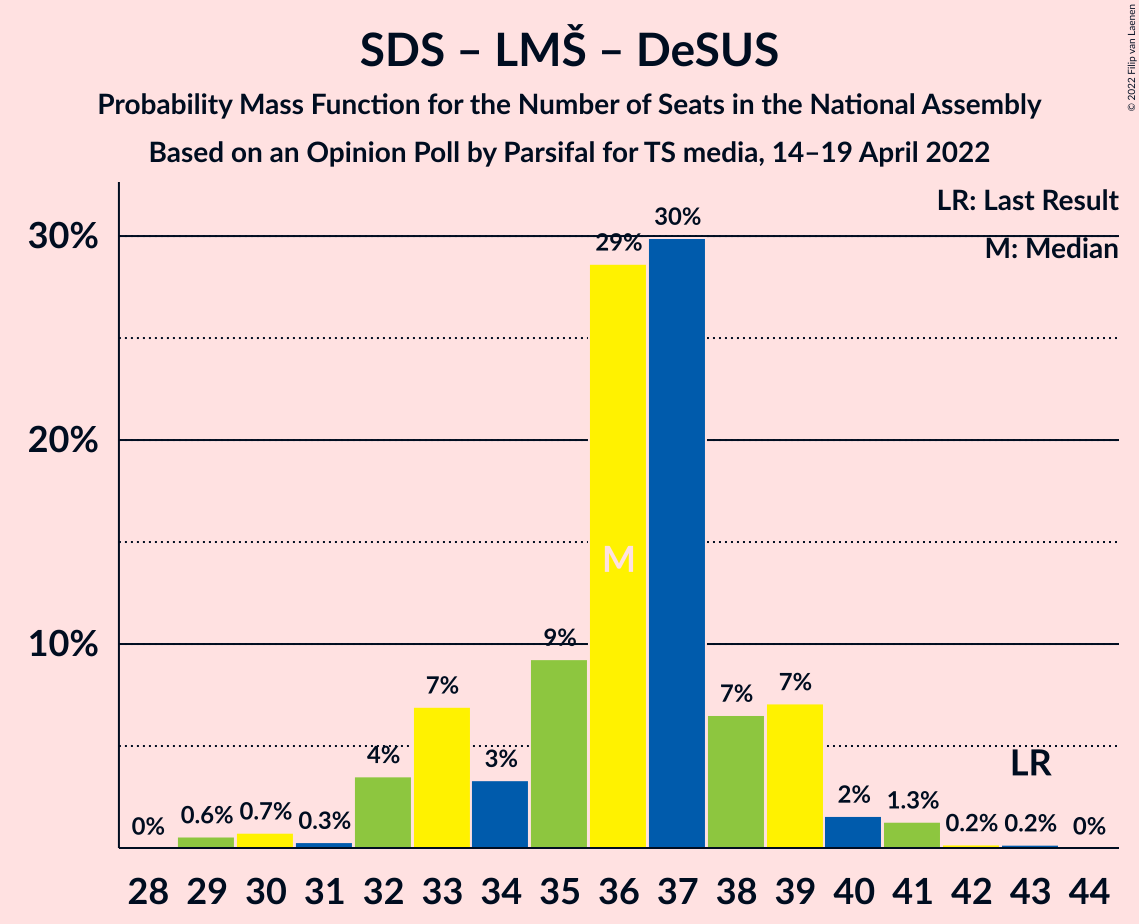 SDS – LMŠ – DeSUS
Probability Mass Function for the Number of Seats in the National Assembly
Based on an Opinion Poll by Parsifal for TS media, 14–19 April 2022
© 2022 Filip van Laenen
LR: Last Result
M: Median
30%
20%
10%
0% 0.6% 0.7% 0.3% 4% 7% 3% 9% 29% 30% 7% 7% 2% 1.3% 0.2% 0.2% 0%
M
LR
28 29 30 31 32 33 34 35 36 37 38 39 40 41 42 43 44